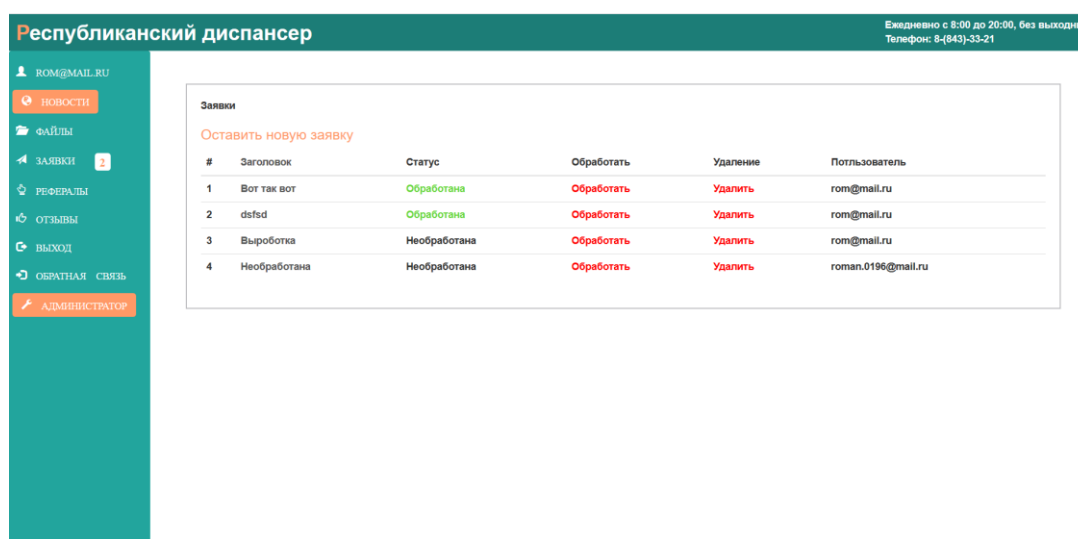 Республиканский диспансер
Ежедневно с 8:00 до 20:00, без выходн
Телефон: 8-(843)-33-21
ROM@MAIL.RU
НОВОСТИ
ФАЙЛЫ
ЗАЯВКИ 2
РЕФЕРАЛЫ
ОТЗЫВЫ
ВЫХОД
ОБРАТНАЯ СВЯЗЬ
АДМИНИСТРАТОР
Заявки
Оставить новую заявку
# Заголовок Статус Обработать Удаление Потльзователь
1 Вот так вот Обработана Обработать Удалить rom@mail.ru
2 dsfsd Обработана Обработать Удалить rom@mail.ru
3 Выроботка Необработана Обработать Удалить rom@mail.ru
4 Необработана Необработана Обработать Удалить roman.0196@mail.ru